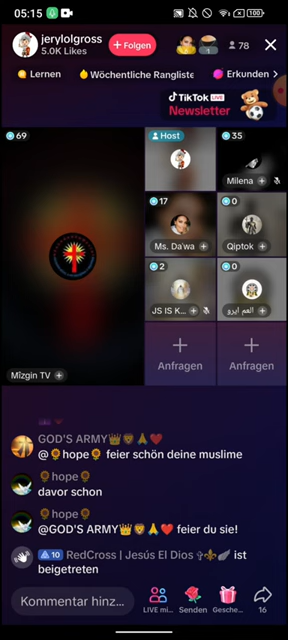 05:15
100
jerylolgross
5.0K Likes
+ Folgen
1
78
Lernen
Wöchentliche Rangliste
Erkunden
TikTok LIVE
Newsletter
69
Host
35
Milena
17
0
Ms. Da'wa
Qiptok
2
0
JS IS K...
العم ايرو
Mîzgin TV
Anfragen
Anfragen
GOD'S ARMY👑🦁🙏❤️
@🌻hope🌻 feier schön deine muslime
🌻hope🌻
davor schon
🌻hope🌻
@GOD'S ARMY👑🦁🙏❤️ feier du sie!
10 RedCross | Jesús El Dios ✞⚜️🪽 ist
beigetreten
Kommentar hinz...
LIVE mi...
Senden
Gesche...
16